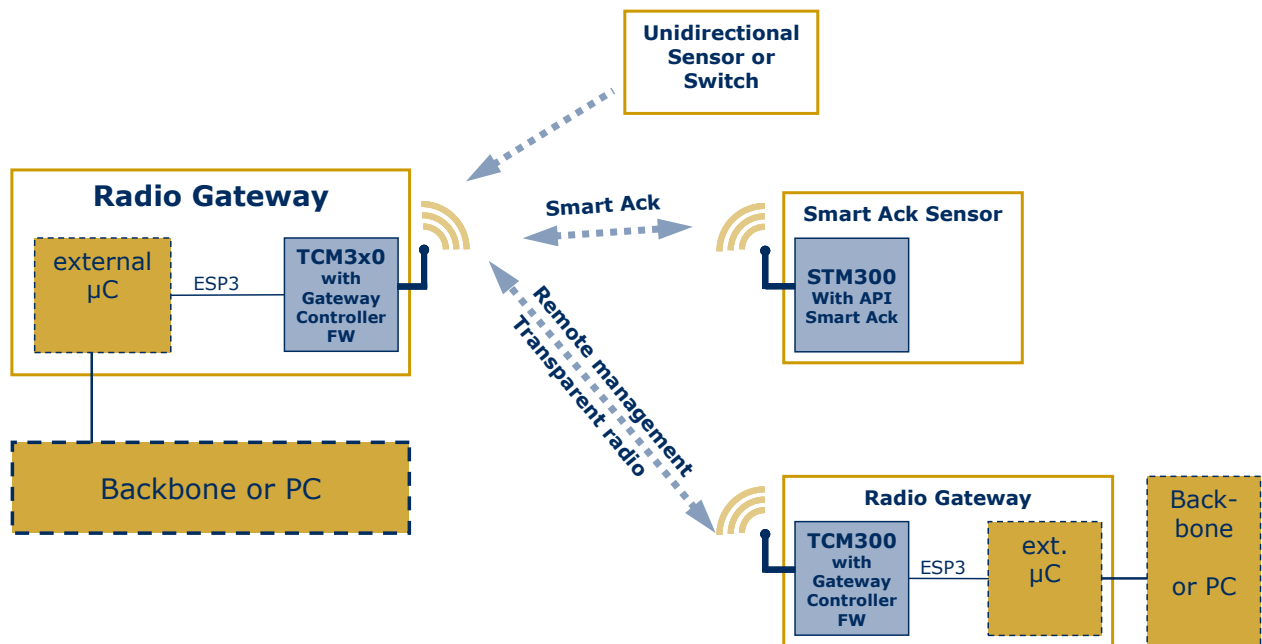 Unidirectional
Sensor or
Switch
Radio Gateway
external
µC
ESP3
TCM3x0
with
Gateway
Controller
FW
Smart Ack
Smart Ack Sensor
STM300
With API
Smart Ack
Remote management
Transparent radio
Backbone or PC
Radio Gateway
TCM300
with
Gateway
Controller
FW
ESP3
ext.
µC
Back-
bone
or PC